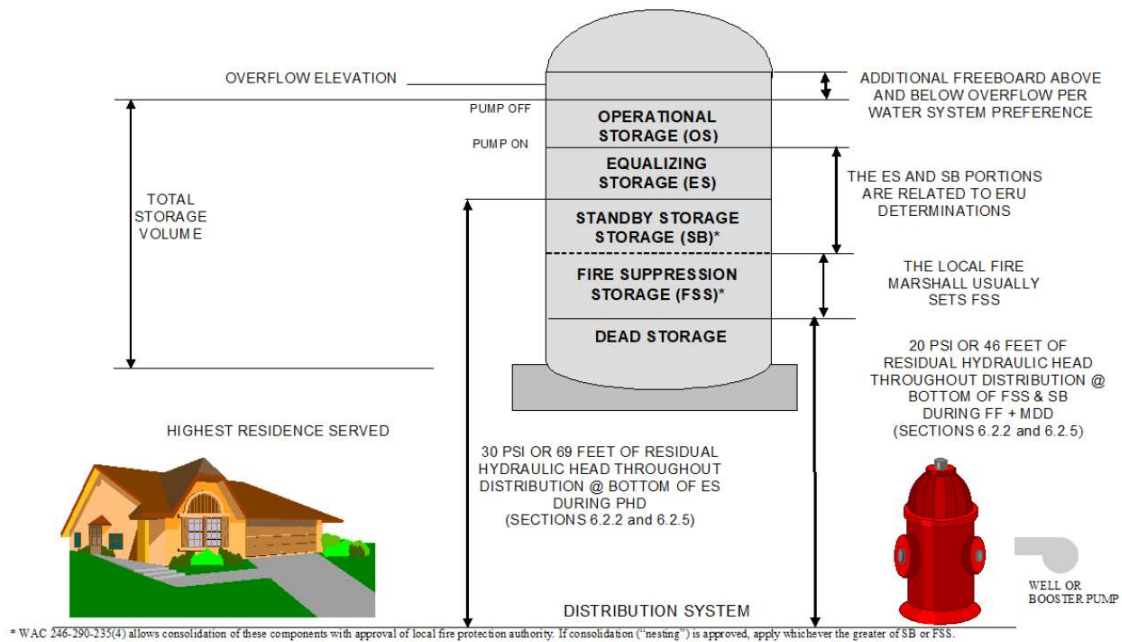 OVERFLOW ELEVATION
ADDITIONAL FREEBOARD ABOVE
AND BELOW OVERFLOW PER
WATER SYSTEM PREFERENCE
PUMP OFF
OPERATIONAL
STORAGE (OS)
PUMP ON
EQUALIZING
STORAGE (ES)
THE ES AND SB PORTIONS
ARE RELATED TO ERU
DETERMINATIONS
TOTAL
STORAGE
VOLUME
STANDBY STORAGE
STORAGE (SB)*
FIRE SUPPRESSION
STORAGE (FSS)*
THE LOCAL FIRE
MARSHALL USUALLY
SETS FSS
DEAD STORAGE
20 PSI OR 46 FEET OF
RESIDUAL HYDRAULIC HEAD
THROUGHOUT DISTRIBUTION @
BOTTOM OF FSS & SB
DURING FF + MDD
(SECTIONS 6.2.2 and 6.2.5)
HIGHEST RESIDENCE SERVED
30 PSI OR 69 FEET OF RESIDUAL
HYDRAULIC HEAD THROUGHOUT
DISTRIBUTION @ BOTTOM OF ES
DURING PHD
(SECTIONS 6.2.2 and 6.2.5)
WELL OR
BOOSTER PUMP
DISTRIBUTION SYSTEM
* WAC 246-290-235(4) allows consolidation of these components with approval of local fire protection authority. If consolidation (“nesting”) is approved, apply whichever the greater of SB or FSS.